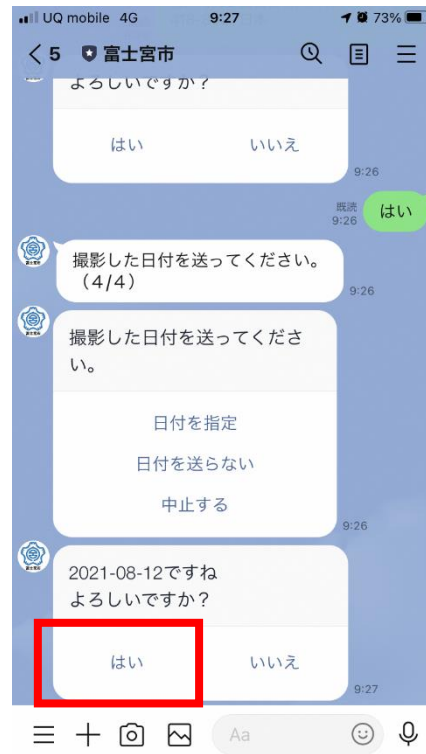 UQ mobile 4G 9:27 73%
5 富士宮市
よろしいですか？
はい いいえ
9:26
既読
9:26
はい
撮影した日付を送ってください。
（4/4）
9:26
撮影した日付を送ってくださ
い。
日付を指定
日付を送らない
中止する
9:26
2021-08-12ですね
よろしいですか？
はい いいえ
9:27
Aa